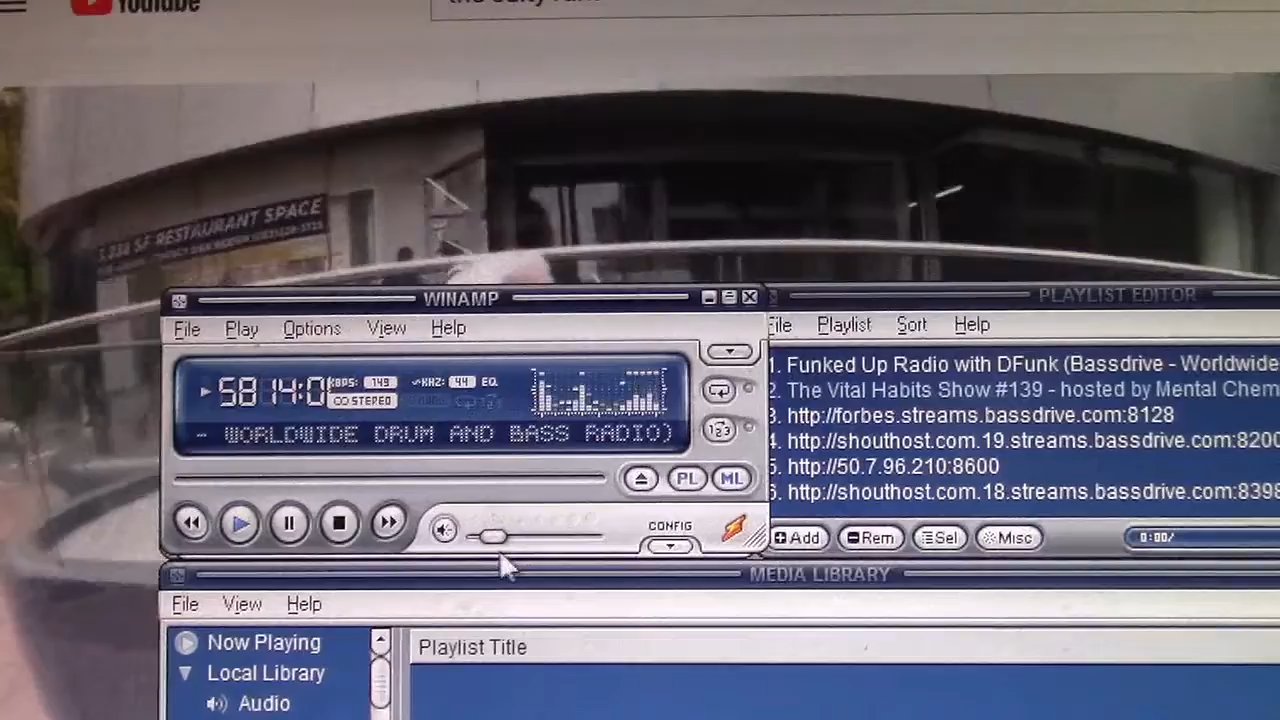 YouTube
RESTAURANT SPACE
WINAMP
File Play Options View Help
KBPS: 149 KHZ: 44 EQ
STEREO
- WORLDWIDE DRUM AND BASS RADIO)
PL ML
CONFIG
PLAYLIST EDITOR
File Playlist Sort Help
1. Funked Up Radio with DFunk (Bassdrive - Worldwide
2. The Vital Habits Show #139 - hosted by Mental Chem
3. http://forbes.streams.bassdrive.com:8128
4. http://shouthost.com.19.streams.bassdrive.com:8200
5. http://50.7.96.210:8600
6. http://shouthost.com.18.streams.bassdrive.com:8398
Add Rem Sel Misc 0:00/
MEDIA LIBRARY
File View Help
Now Playing
Local Library
Audio
Playlist Title